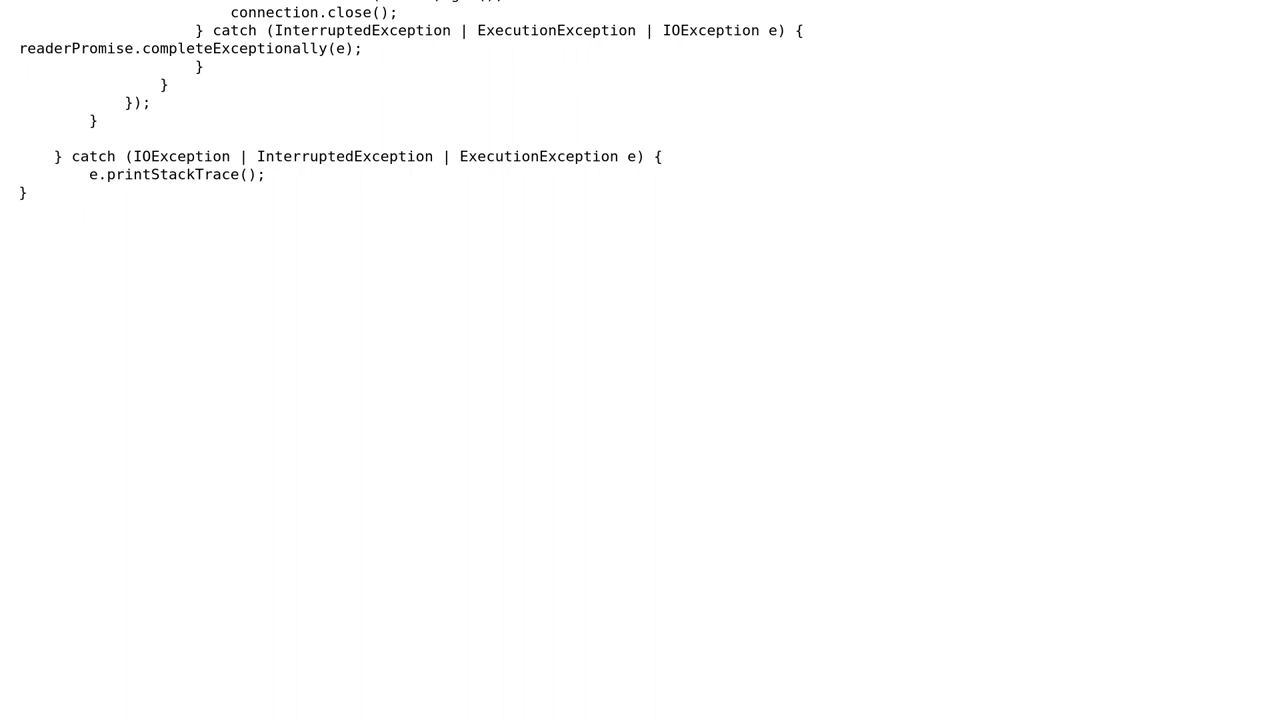 connection.close();
                    } catch (InterruptedException | ExecutionException | IOException e) {
readerPromise.completeExceptionally(e);
                    }
                }
            });
        }

    } catch (IOException | InterruptedException | ExecutionException e) {
        e.printStackTrace();
}